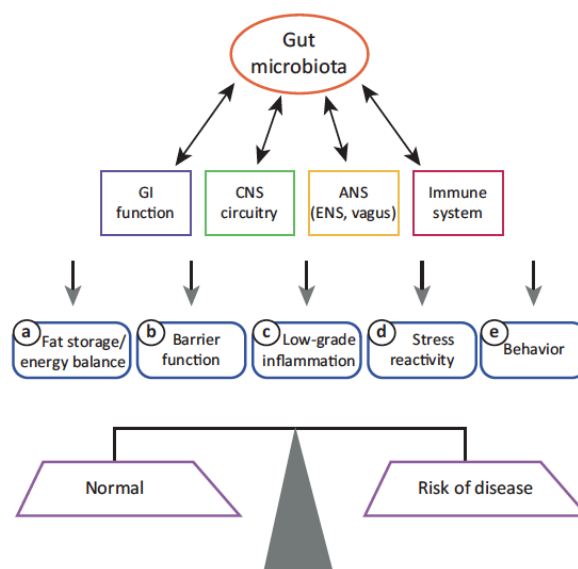 Gut
microbiota
GI
function
CNS
circuitry
ANS
(ENS, vagus)
Immune
system
a Fat storage/
energy balance
b Barrier
function
c Low-grade
inflammation
d Stress
reactivity
e Behavior
Normal
Risk of disease